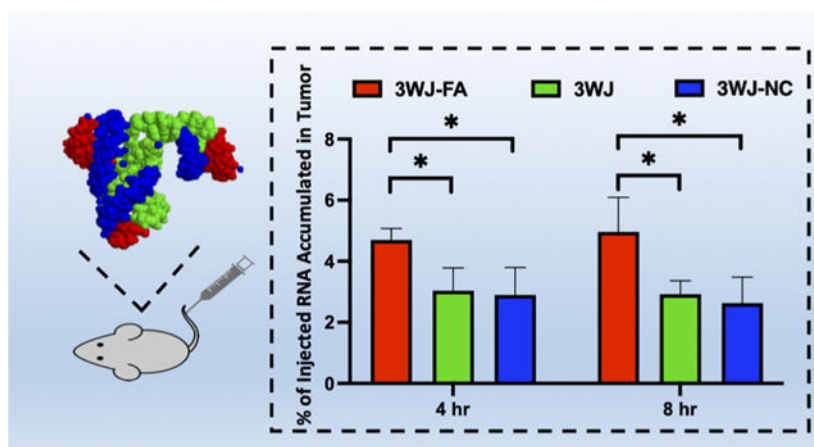 3WJ-FA 3WJ 3WJ-NC
% of Injected RNA Accumulated in Tumor
8
* *
* *
6
4
2
0
4 hr 8 hr